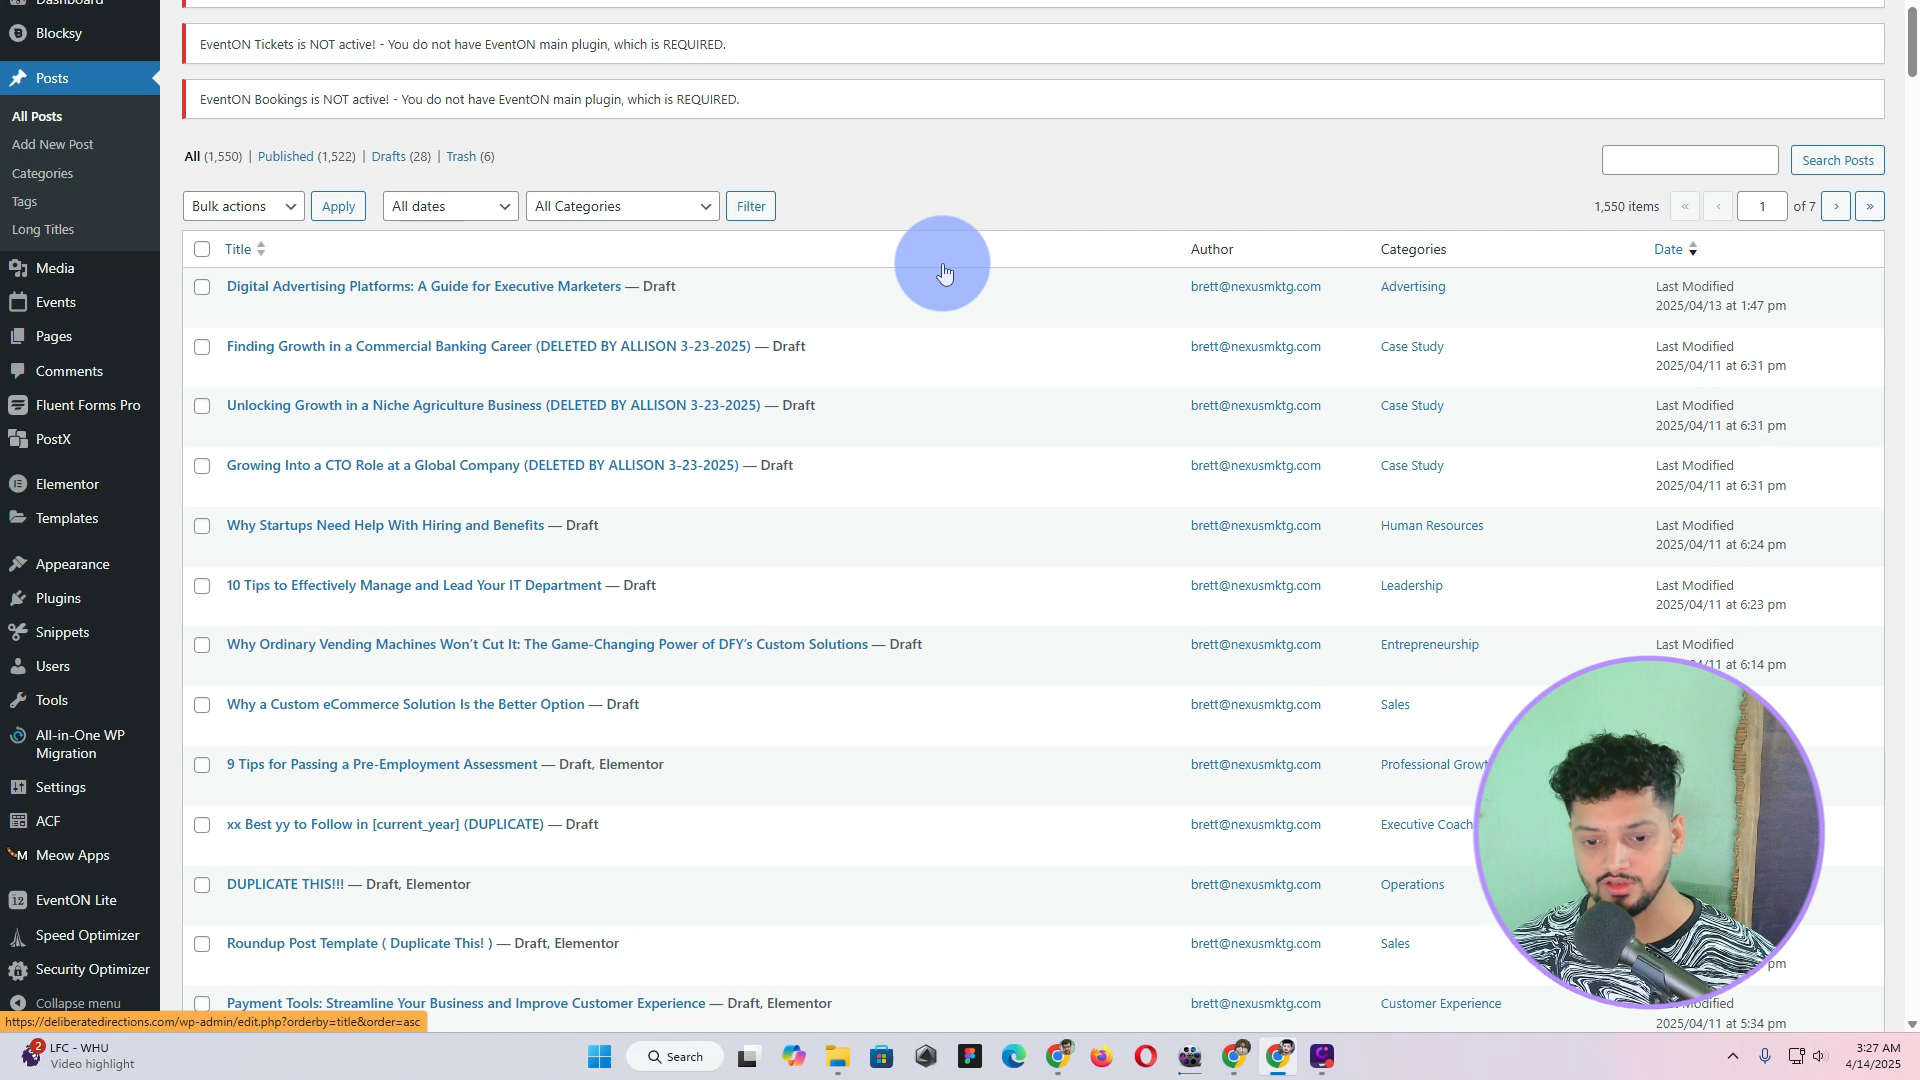 Dashboard
Blocksy
Posts
All Posts
Add New Post
Categories
Tags
Long Titles
Media
Events
Pages
Comments
Fluent Forms Pro
PostX
Elementor
Templates
Appearance
Plugins
Snippets
Users
Tools
All-in-One WP
Migration
Settings
ACF
Meow Apps
12 EventON Lite
Speed Optimizer
Security Optimizer
Collapse menu
EventON Tickets is NOT active! - You do not have EventON main plugin, which is REQUIRED.
EventON Bookings is NOT active! - You do not have EventON main plugin, which is REQUIRED.
All (1,550) | Published (1,522) | Drafts (28) | Trash (6)
Search Posts
Bulk actions Apply All dates All Categories Filter 1,550 items « ‹ 1 of 7 › »
Title Author Categories Date
Digital Advertising Platforms: A Guide for Executive Marketers — Draft brett@nexusmktg.com Advertising Last Modified
2025/04/13 at 1:47 pm
Finding Growth in a Commercial Banking Career (DELETED BY ALLISON 3-23-2025) — Draft brett@nexusmktg.com Case Study Last Modified
2025/04/11 at 6:31 pm
Unlocking Growth in a Niche Agriculture Business (DELETED BY ALLISON 3-23-2025) — Draft brett@nexusmktg.com Case Study Last Modified
2025/04/11 at 6:31 pm
Growing Into a CTO Role at a Global Company (DELETED BY ALLISON 3-23-2025) — Draft brett@nexusmktg.com Case Study Last Modified
2025/04/11 at 6:31 pm
Why Startups Need Help With Hiring and Benefits — Draft brett@nexusmktg.com Human Resources Last Modified
2025/04/11 at 6:24 pm
10 Tips to Effectively Manage and Lead Your IT Department — Draft brett@nexusmktg.com Leadership Last Modified
2025/04/11 at 6:23 pm
Why Ordinary Vending Machines Won't Cut It: The Game-Changing Power of DFY's Custom Solutions — Draft brett@nexusmktg.com Entrepreneurship Last Modified
/11 at 6:14 pm
Why a Custom eCommerce Solution Is the Better Option — Draft brett@nexusmktg.com Sales
9 Tips for Passing a Pre-Employment Assessment — Draft, Elementor brett@nexusmktg.com Professional Growt
xx Best yy to Follow in [current_year] (DUPLICATE) — Draft brett@nexusmktg.com Executive Coach
DUPLICATE THIS!!! — Draft, Elementor brett@nexusmktg.com Operations
Roundup Post Template ( Duplicate This! ) — Draft, Elementor brett@nexusmktg.com Sales
pm
Payment Tools: Streamline Your Business and Improve Customer Experience — Draft, Elementor brett@nexusmktg.com Customer Experience odified
2025/04/11 at 5:34 pm
https://deliberatedirections.com/wp-admin/edit.php?orderby=title&order=asc
2 LFC - WHU
Video highlight
Search
3:27 AM
4/14/2025